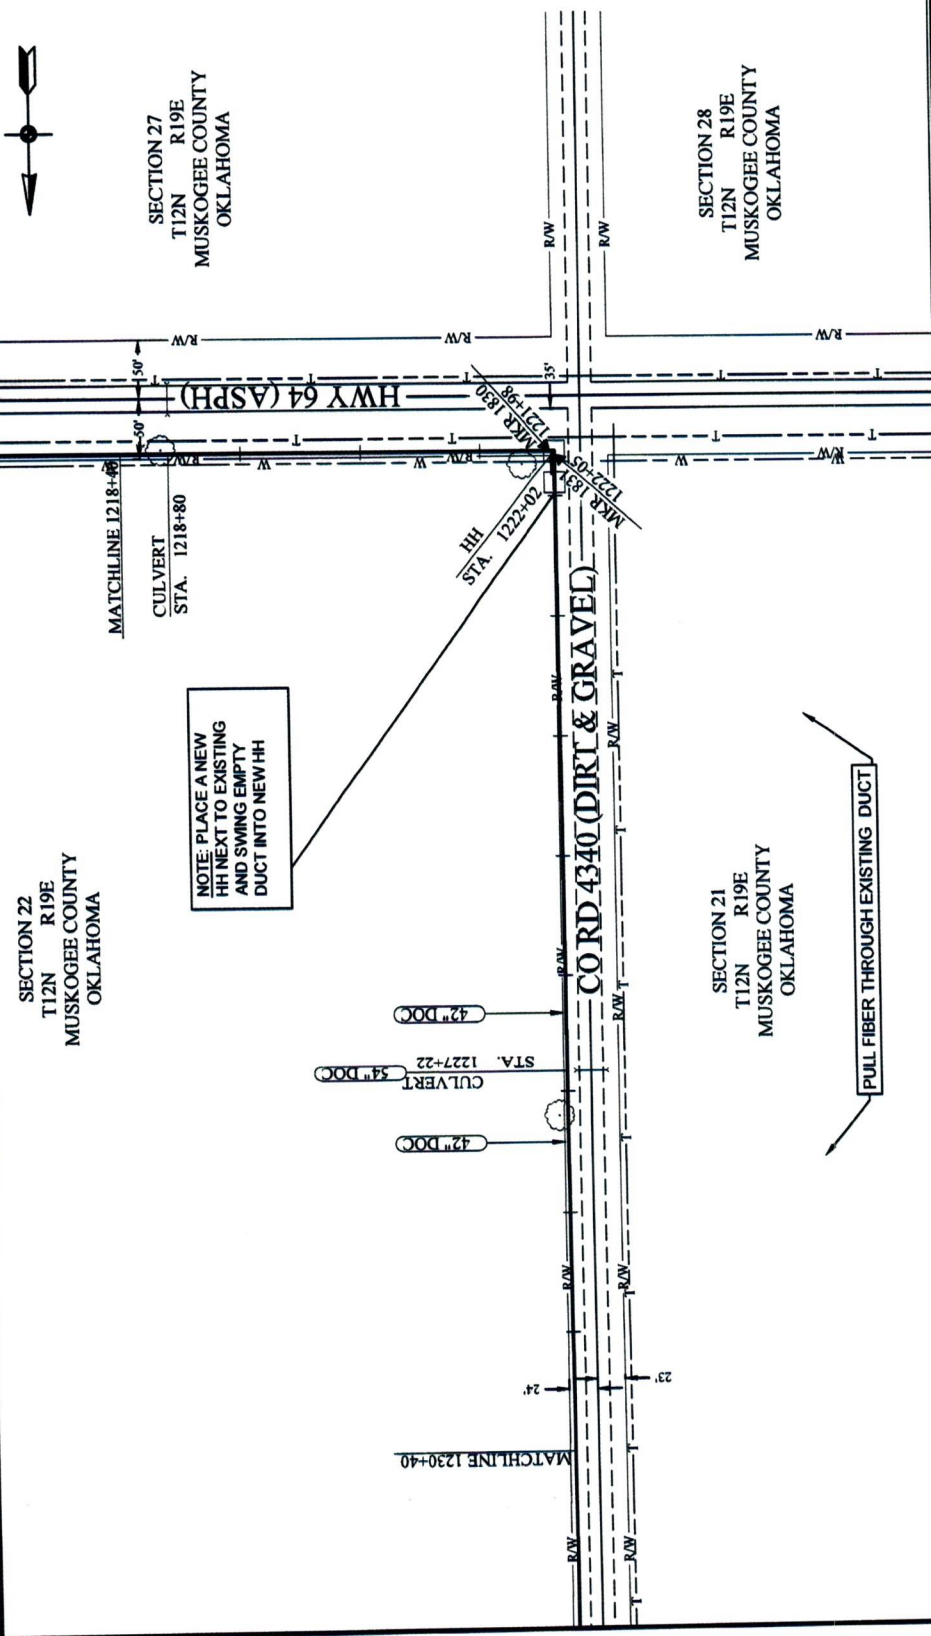 SECTION 27
T12N R19E
MUSKOGEE COUNTY
OKLAHOMA
SECTION 28
T12N R19E
MUSKOGEE COUNTY
OKLAHOMA
R/W
R/W
R/W
R/W
R/W
50'
50'
35'
T
T
T
T
T
HWY 64 (ASPH)
MKR 1830
1221+98
T
T
T
T
R/W
R/W
R/W
W
W
W
W
MATCHLINE 1218+40
CULVERT
STA. 1218+80
HH
STA. 1222+02
MKR 1831
1222+05
NOTE: PLACE A NEW
HH NEXT TO EXISTING
AND SWING EMPTY
DUCT INTO NEW HH
SECTION 22
T12N R19E
MUSKOGEE COUNTY
OKLAHOMA
CO RD 4340 (DIRT & GRAVEL)
R/W
R/W
R/W
R/W
R/W
R/W
R/W
R/W
T
T
T
T
T
T
T
SECTION 21
T12N R19E
MUSKOGEE COUNTY
OKLAHOMA
PULL FIBER THROUGH EXISTING DUCT
42" DOC
54" DOC
CULVERT
STA. 1227+22
42" DOC
24'
23'
MATCHLINE 1230+40